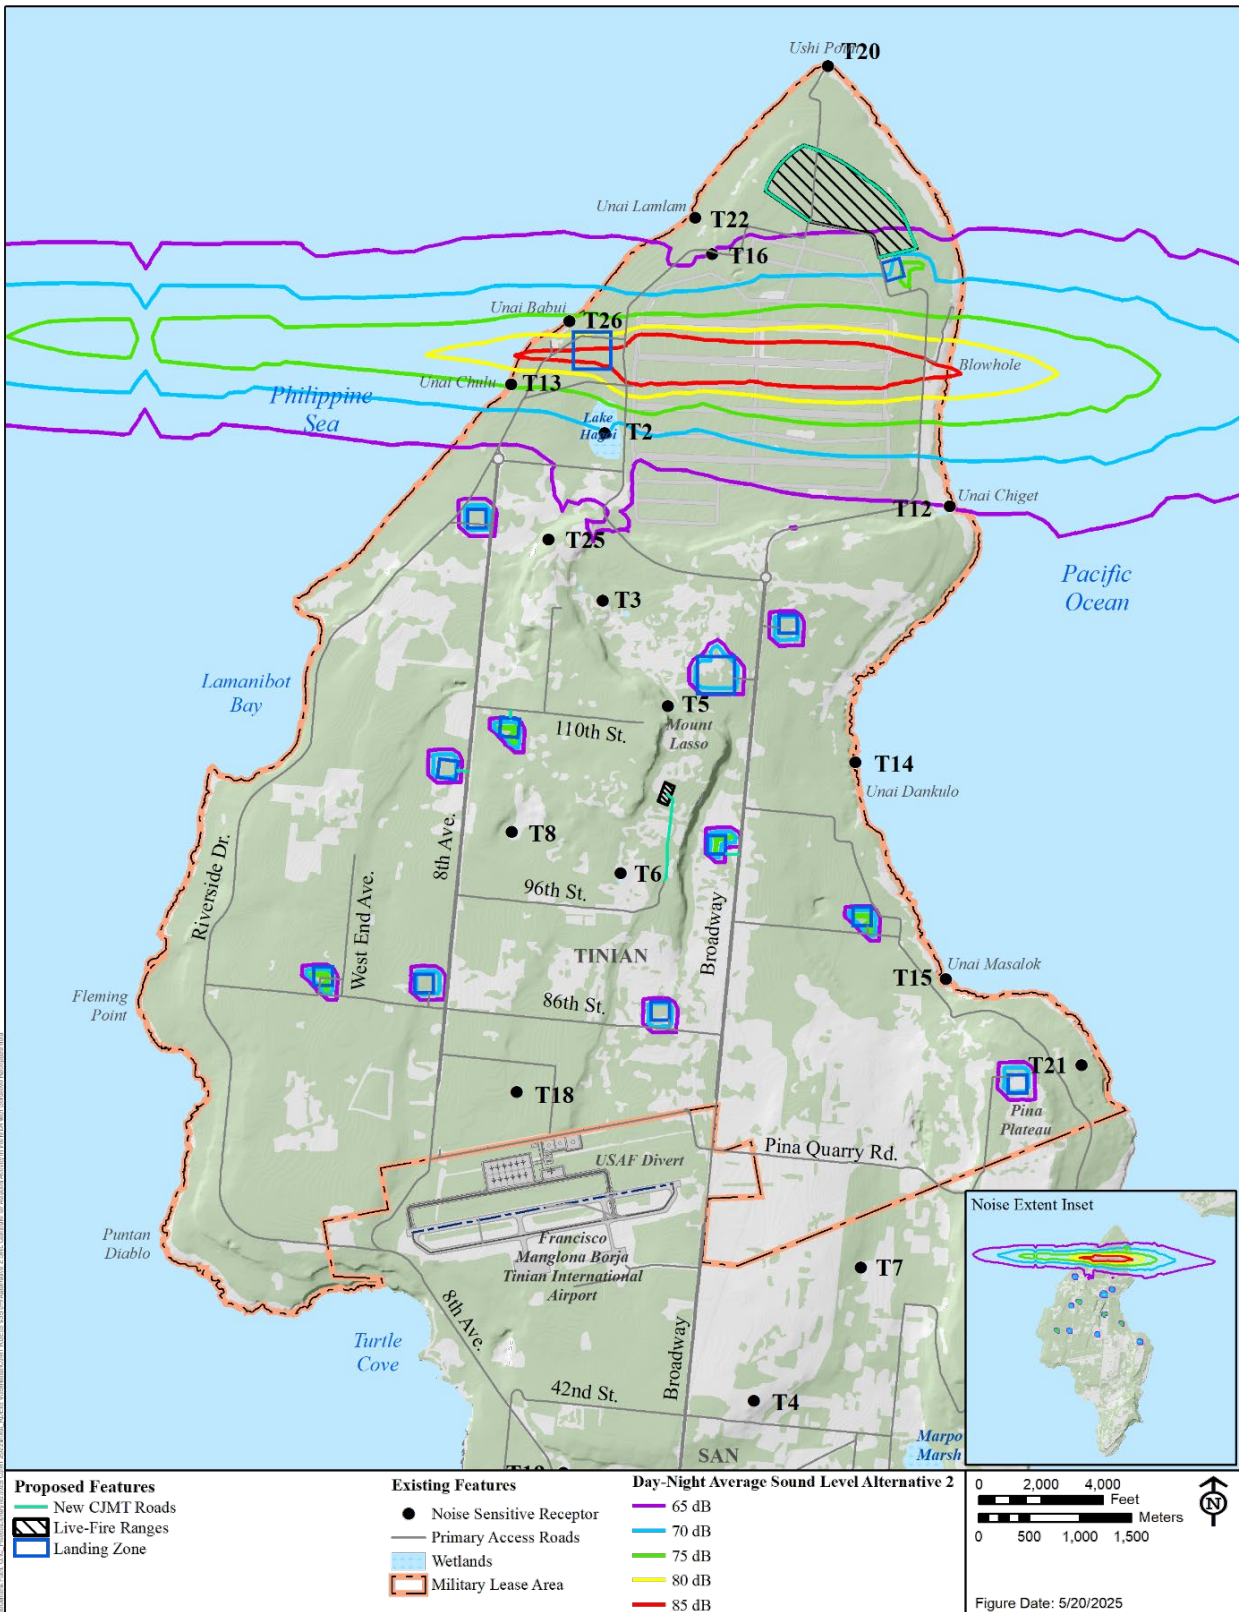 Ushi Point
T20
Unai Lamlam
T22
T16
Unai Babui
T26
Blowhole
Unai Chulu
T13
Philippine
Sea
Lake
Hagoi
T2
Unai Chiget
T12
T25
Pacific
Ocean
T3
Lamanibot
Bay
T5
Mount
Lasso
110th St.
T14
Unai Dankulo
8th Ave.
T8
Riverside Dr.
T6
West End Ave.
96th St.
Broadway
TINIAN
Unai Masalok
T15
Fleming
Point
86th St.
T21
T18
Pina
Plateau
Pina Quarry Rd.
USAF Divert
Noise Extent Inset
Puntan
Diablo
Francisco
Manglona Borja
Tinian International
Airport
T7
8th Ave.
Turtle
Cove
Broadway
42nd St.
T4
Marpo
Marsh
SAN
Proposed Features
New CJMT Roads
Live-Fire Ranges
Landing Zone
Existing Features
Noise Sensitive Receptor
Primary Access Roads
Wetlands
Military Lease Area
Day-Night Average Sound Level Alternative 2
65 dB
70 dB
75 dB
80 dB
85 dB
0 2,000 4,000
Feet
Meters
0 500 1,000 1,500
N
Figure Date: 5/20/2025